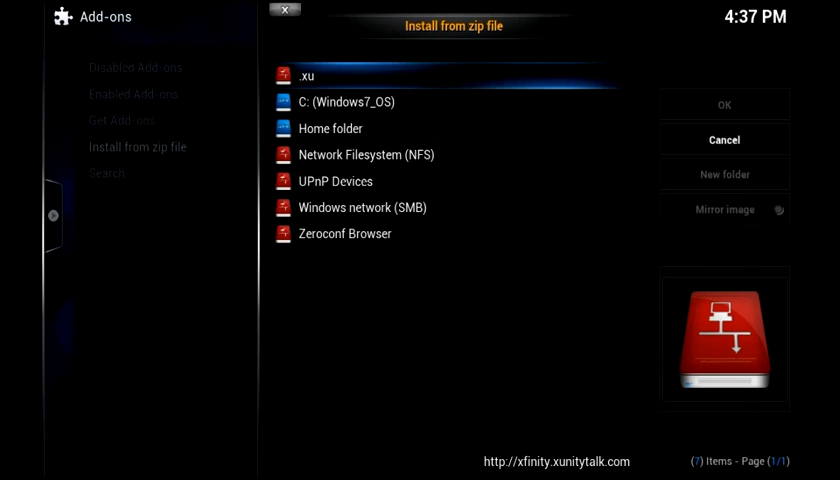 Add-ons
Install from zip file
4:37 PM
Disabled Add-ons
Enabled Add-ons
Get Add-ons
Install from zip file
Search
.xu
C: (Windows7_OS)
Home folder
Network Filesystem (NFS)
UPnP Devices
Windows network (SMB)
Zeroconf Browser
OK
Cancel
New folder
Mirror image
http://xfinity.xunitytalk.com
(7) Items - Page (1/1)